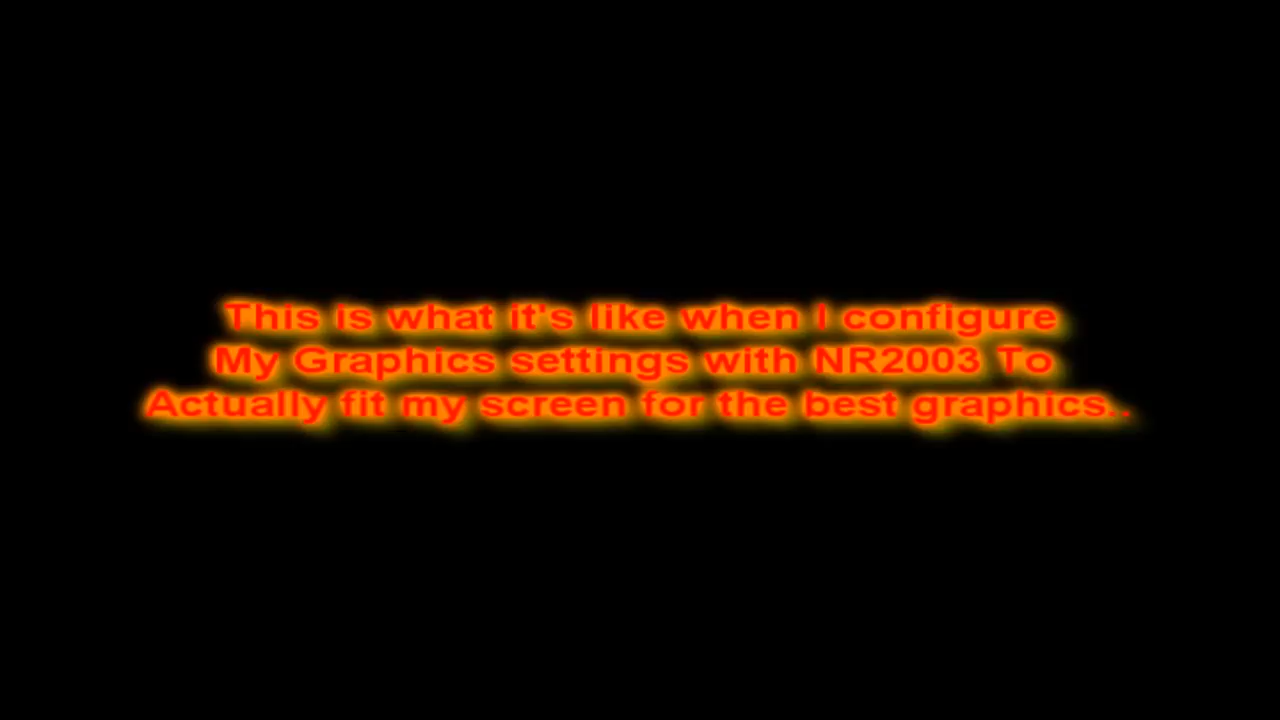 This is what it's like when I configure
My Graphics settings with NR2003 To
Actually fit my screen for the best graphics..